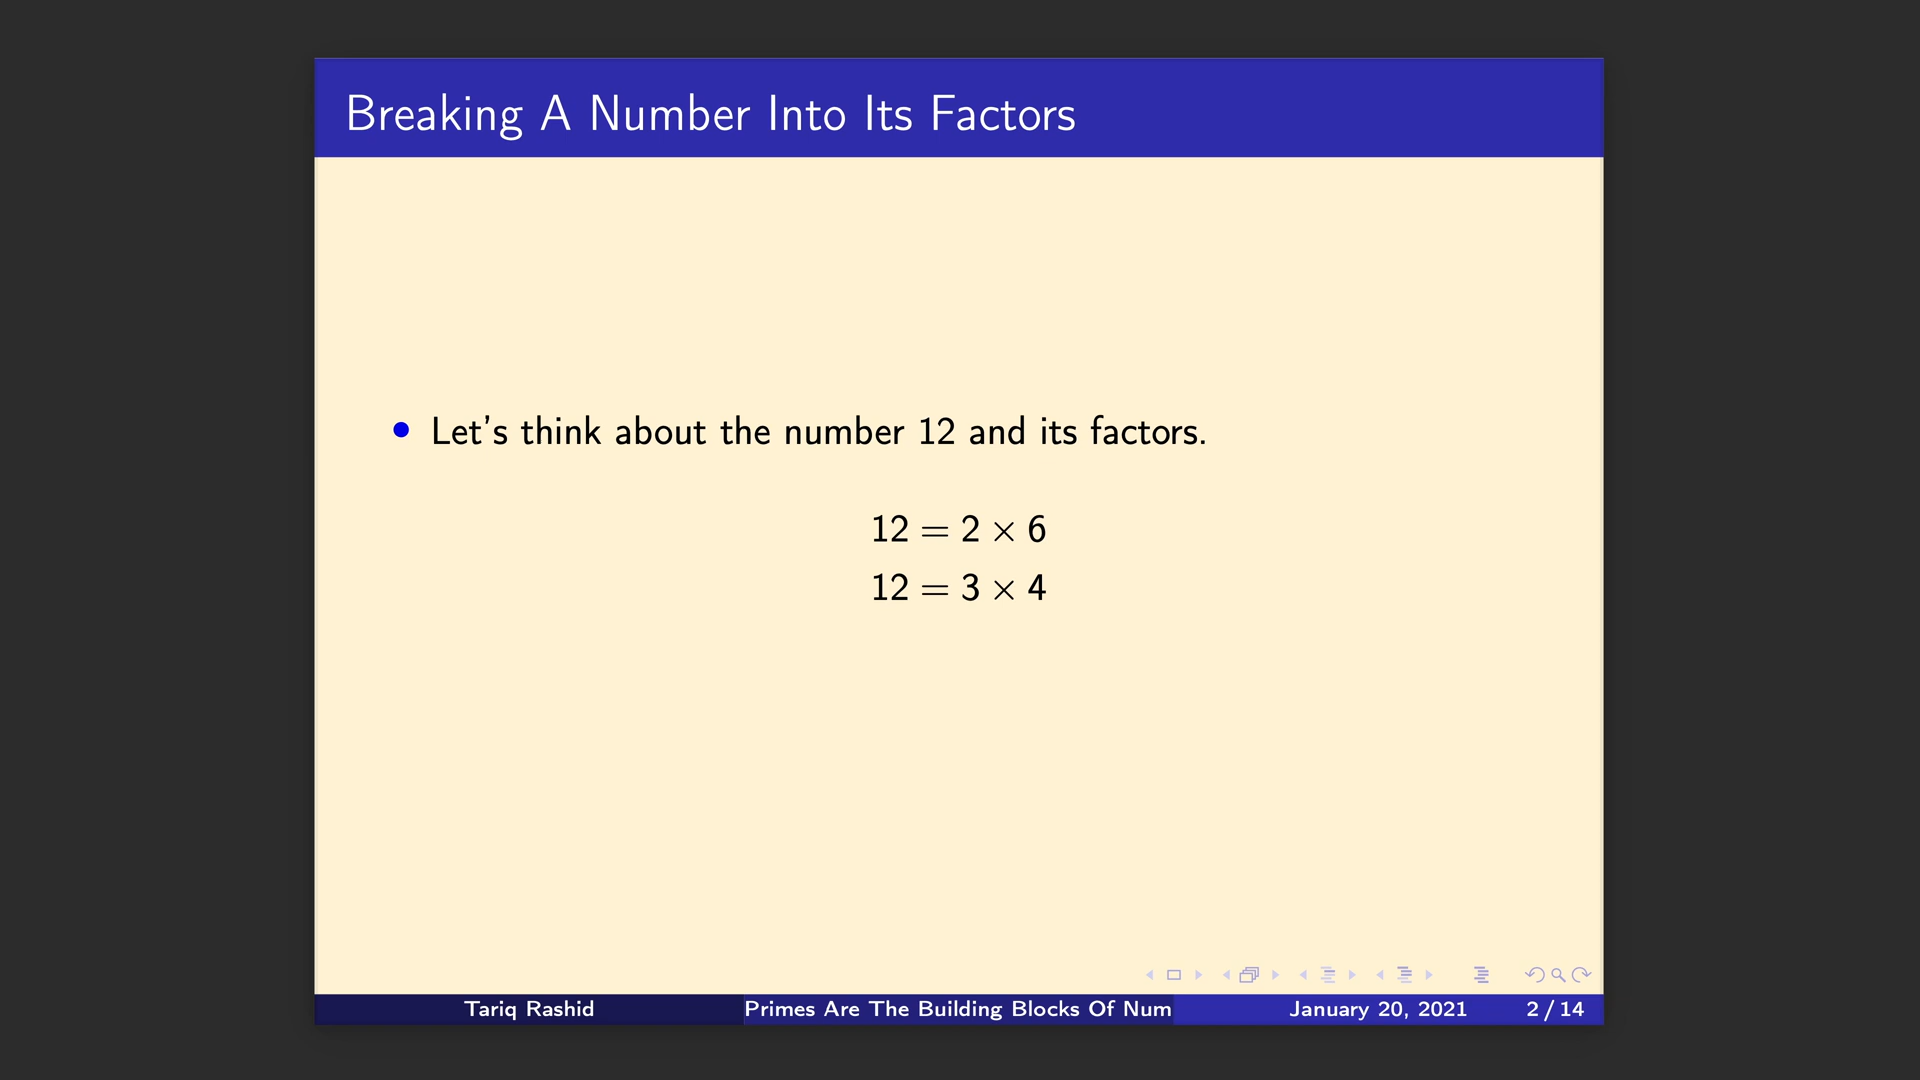 Breaking A Number Into Its Factors
Let's think about the number 12 and its factors.
12 = 2 × 6
12 = 3 × 4
Tariq Rashid Primes Are The Building Blocks Of Num January 20, 2021 2 / 14